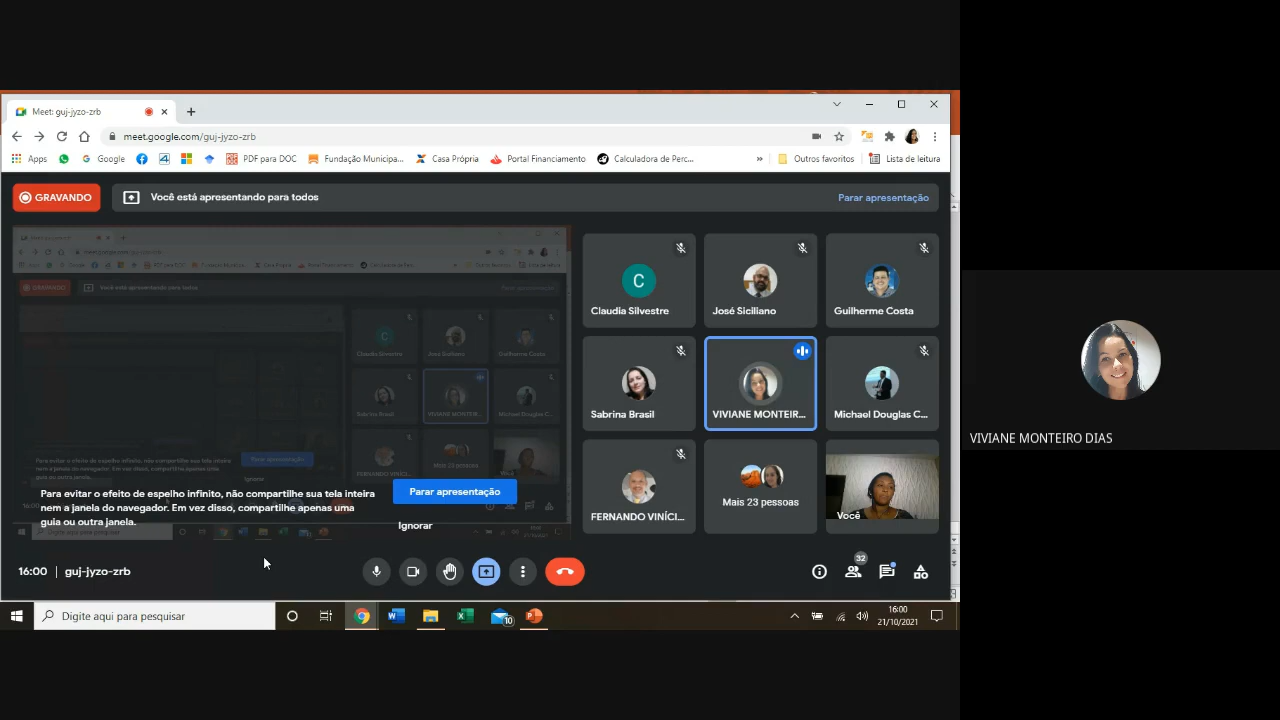 Meet: guj-jyzo-zrb
meet.google.com/guj-jyzo-zrb
Apps
Google
PDF para DOC
Fundação Municipa...
Casa Própria
Portal Financiamento
Calculadora de Perc...
»
Outros favoritos
Lista de leitura
GRAVANDO
Você está apresentando para todos
Parar apresentação
C
Claudia Silvestre
José Siciliano
Guilherme Costa
Sabrina Brasil
VIVIANE MONTEIR...
Michael Douglas C...
FERNANDO VINÍCI...
Mais 23 pessoas
Você
Para evitar o efeito de espelho infinito, não compartilhe sua tela inteira
nem a janela do navegador. Em vez disso, compartilhe apenas uma
guia ou outra janela.
Parar apresentação
Ignorar
16:00 | guj-jyzo-zrb
32
Digite aqui para pesquisar
10
16:00
21/10/2021
VIVIANE MONTEIRO DIAS